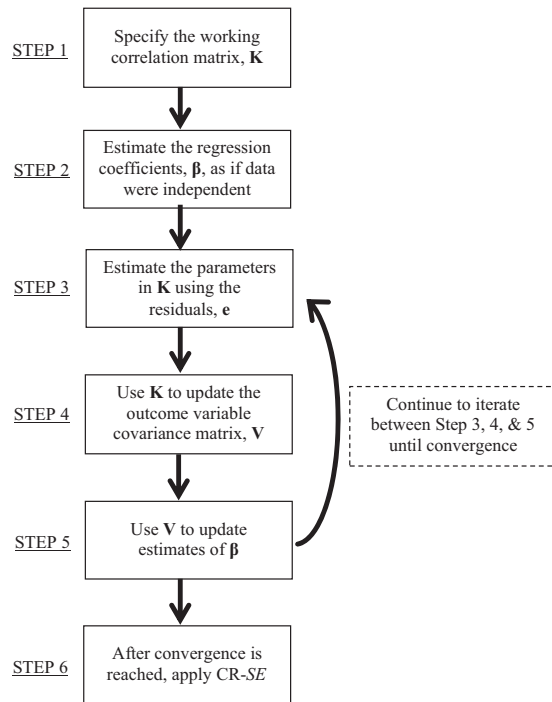 STEP 1
Specify the working
correlation matrix, K
STEP 2
Estimate the regression
coefficients, β, as if data
were independent
STEP 3
Estimate the parameters
in K using the
residuals, e
STEP 4
Use K to update the
outcome variable
covariance matrix, V
Continue to iterate
between Step 3, 4, & 5
until convergence
STEP 5
Use V to update
estimates of β
STEP 6
After convergence is
reached, apply CR-SE